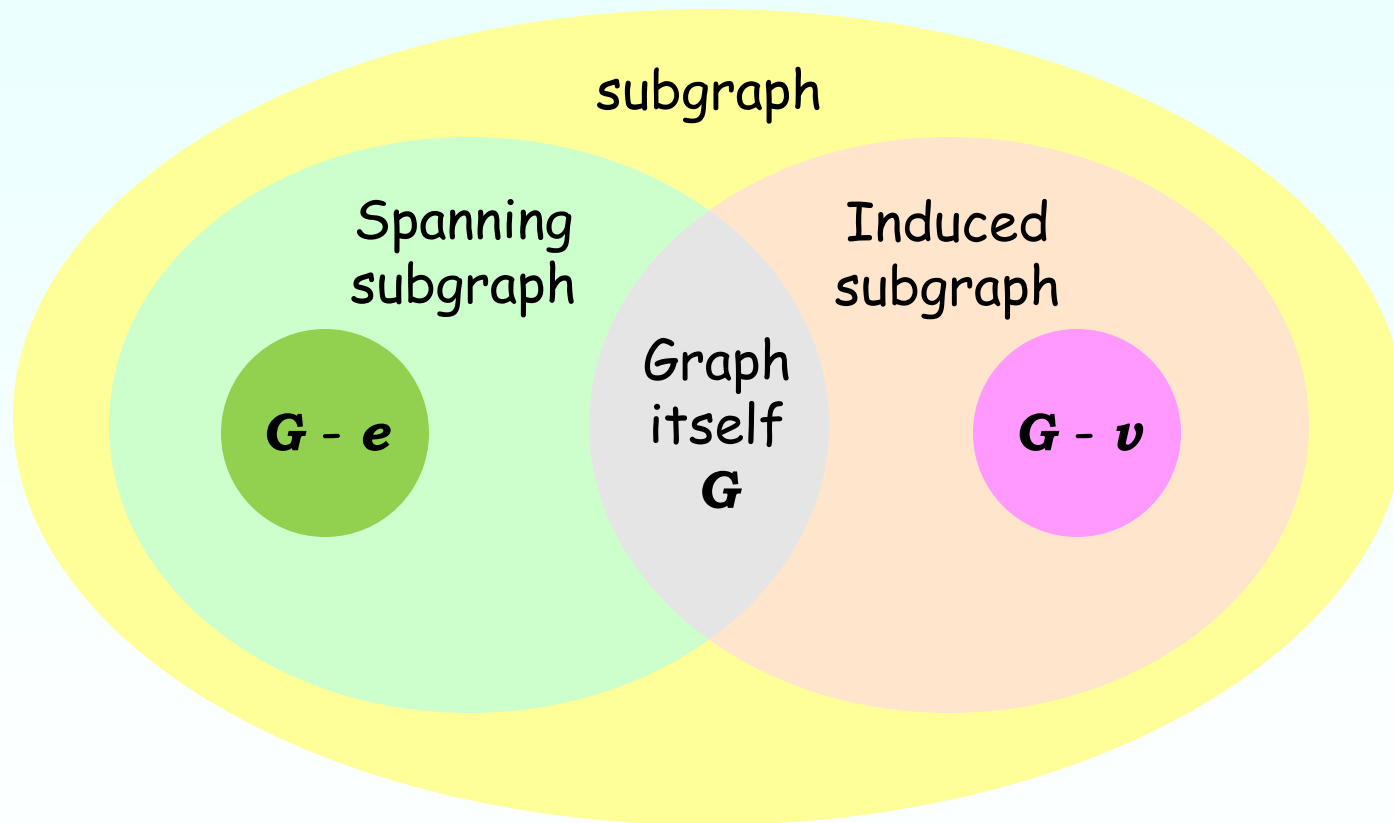 subgraph
Spanning
subgraph
Induced
subgraph
Graph
itself
G
G - e
G - v